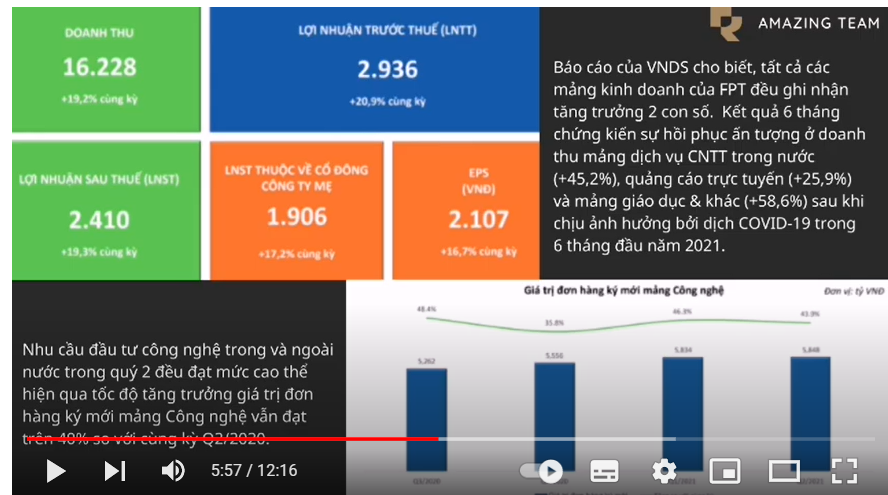 AMAZING TEAM
DOANH THU
16.228
+19,2% cùng kỳ
LỢI NHUẬN TRƯỚC THUẾ (LNTT)
2.936
+20,9% cùng kỳ
LỢI NHUẬN SAU THUẾ (LNST)
2.410
+19,3% cùng kỳ
LNST THUỘC VỀ CỔ ĐÔNG
CÔNG TY MẸ
1.906
+17,2% cùng kỳ
EPS
(VNĐ)
2.107
+16,7% cùng kỳ
Báo cáo của VNDS cho biết, tất cả các
mảng kinh doanh của FPT đều ghi nhận
tăng trưởng 2 con số. Kết quả 6 tháng
chứng kiến sự hồi phục ấn tượng ở doanh
thu mảng dịch vụ CNTT trong nước
(+45,2%), quảng cáo trực tuyến (+25,9%)
và mảng giáo dục & khác (+58,6%) sau khi
chịu ảnh hưởng bởi dịch COVID-19 trong
6 tháng đầu năm 2021.
Nhu cầu đầu tư công nghệ trong và ngoài
nước trong quý 2 đều đạt mức cao thể
hiện qua tốc độ tăng trưởng giá trị đơn
hàng ký mới mảng Công nghệ vẫn đạt
trên 40% so với cùng kỳ Q2/2020.
Giá trị đơn hàng ký mới mảng Công nghệ
Đơn vị: tỷ VNĐ
48.4%
35.8%
46.3%
43.9%
5,262
5,556
5,834
5,848
5:57 / 12:16